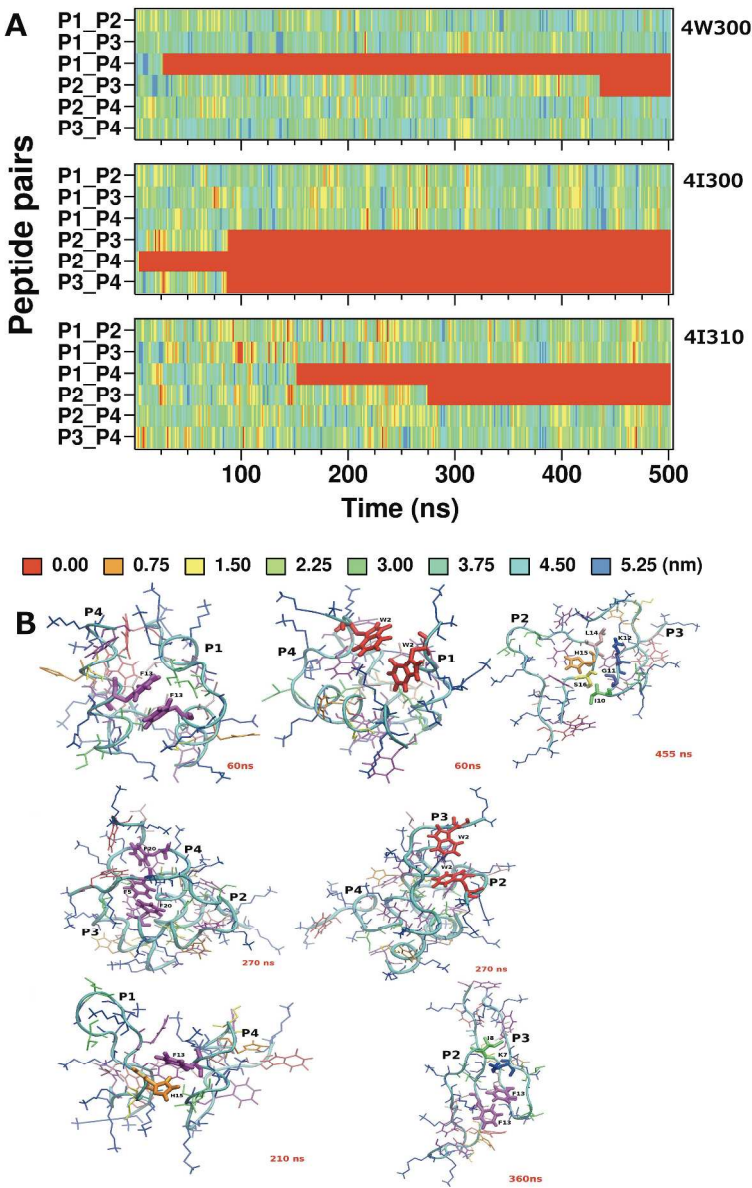 A
4W300
P1_P2
P1_P3
P1_P4
P2_P3
P2_P4
P3_P4
4I300
P1_P2
P1_P3
P1_P4
P2_P3
P2_P4
P3_P4
4I310
P1_P2
P1_P3
P1_P4
P2_P3
P2_P4
P3_P4
Peptide pairs
100 200 300 400 500
Time (ns)
0.00 0.75 1.50 2.25 3.00 3.75 4.50 5.25 (nm)
B
P4
P1
F13
F13
60ns
W2
W2
P4
P1
60ns
P2
P3
L14
K12
H15
G11
S16
I10
455 ns
F20
P4
F5
F20
P2
P3
270 ns
P3
W2
W2
P4
P2
270 ns
P1
P4
F13
H15
210 ns
I8
P3
P2
K7
F13
F13
360ns